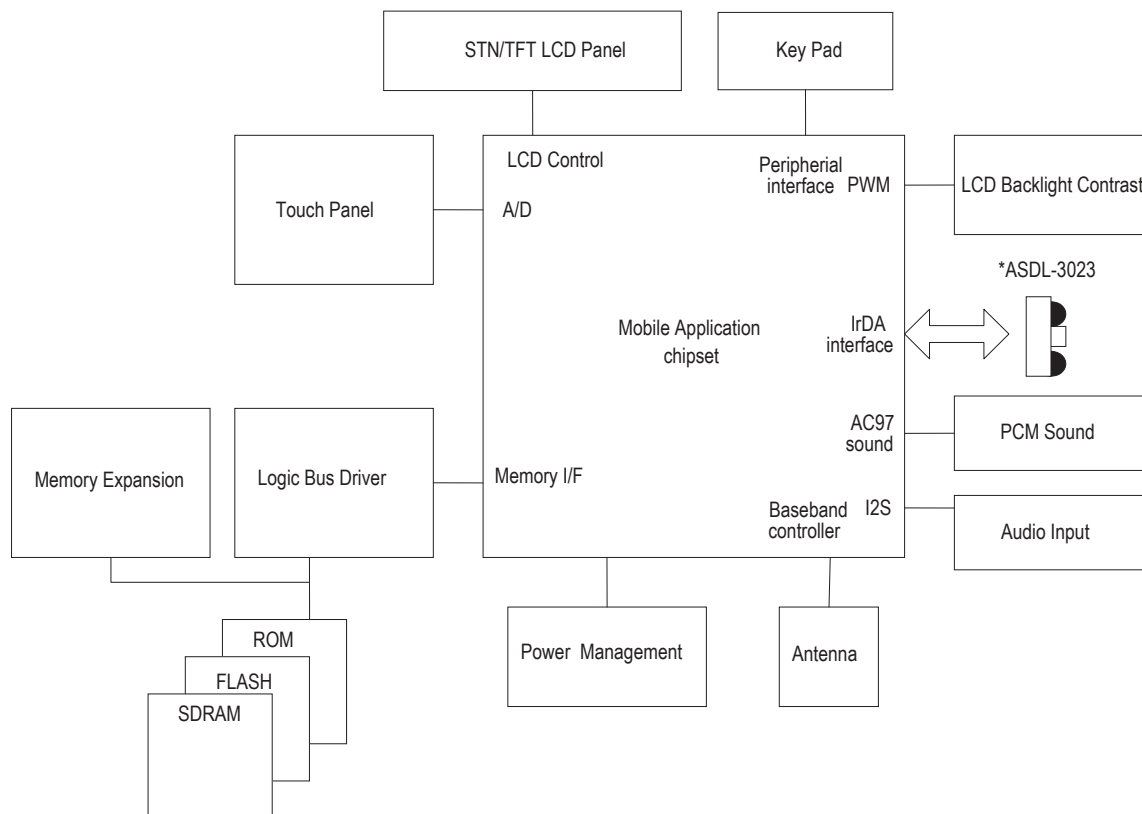 STN/TFT LCD Panel
Key Pad
LCD Control
Peripherial
interface
PWM
LCD Backlight Contrast
Touch Panel
A/D
*ASDL-3023
Mobile Application
chipset
IrDA
interface
AC97
sound
PCM Sound
Memory Expansion
Logic Bus Driver
Memory I/F
Baseband
controller
I2S
Audio Input
ROM
FLASH
SDRAM
Power Management
Antenna